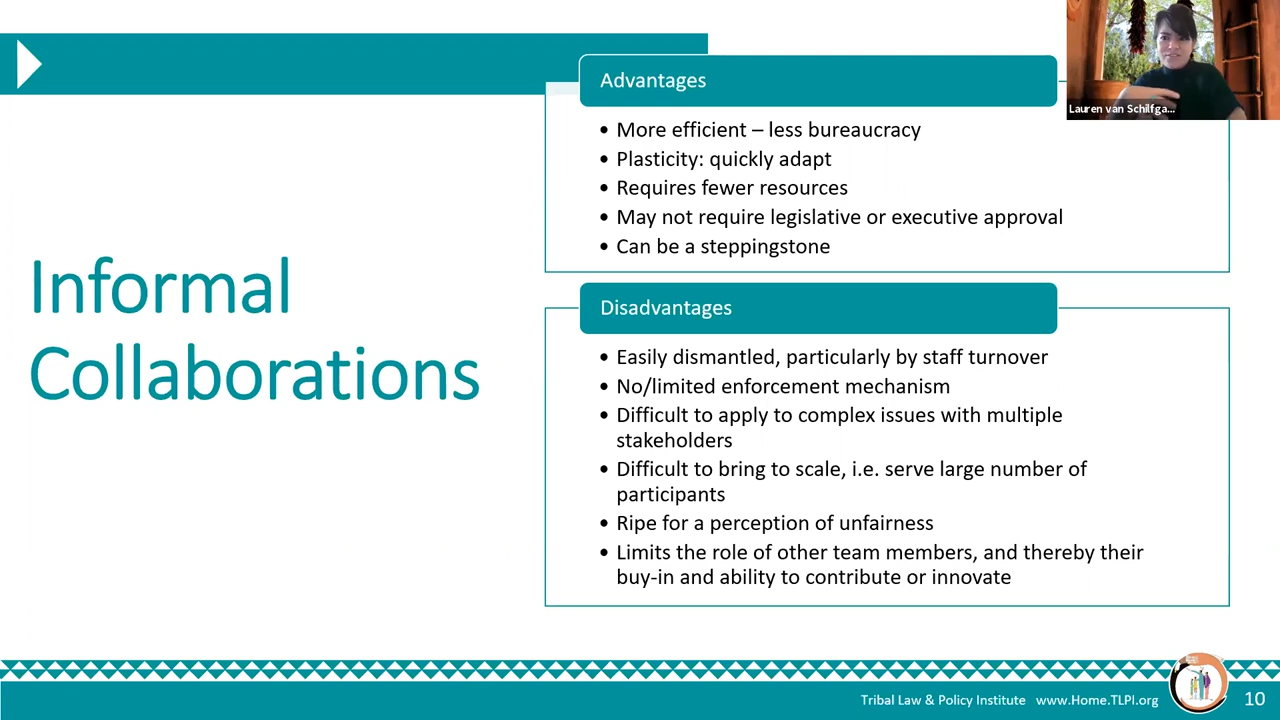 Advantages
Lauren van Schilfga...
• More efficient – less bureaucracy
• Plasticity: quickly adapt
• Requires fewer resources
• May not require legislative or executive approval
• Can be a steppingstone
Informal
Collaborations
Disadvantages
• Easily dismantled, particularly by staff turnover
• No/limited enforcement mechanism
• Difficult to apply to complex issues with multiple
stakeholders
• Difficult to bring to scale, i.e. serve large number of
participants
• Ripe for a perception of unfairness
• Limits the role of other team members, and thereby their
buy-in and ability to contribute or innovate
Tribal Law & Policy Institute www.Home.TLPI.org
10